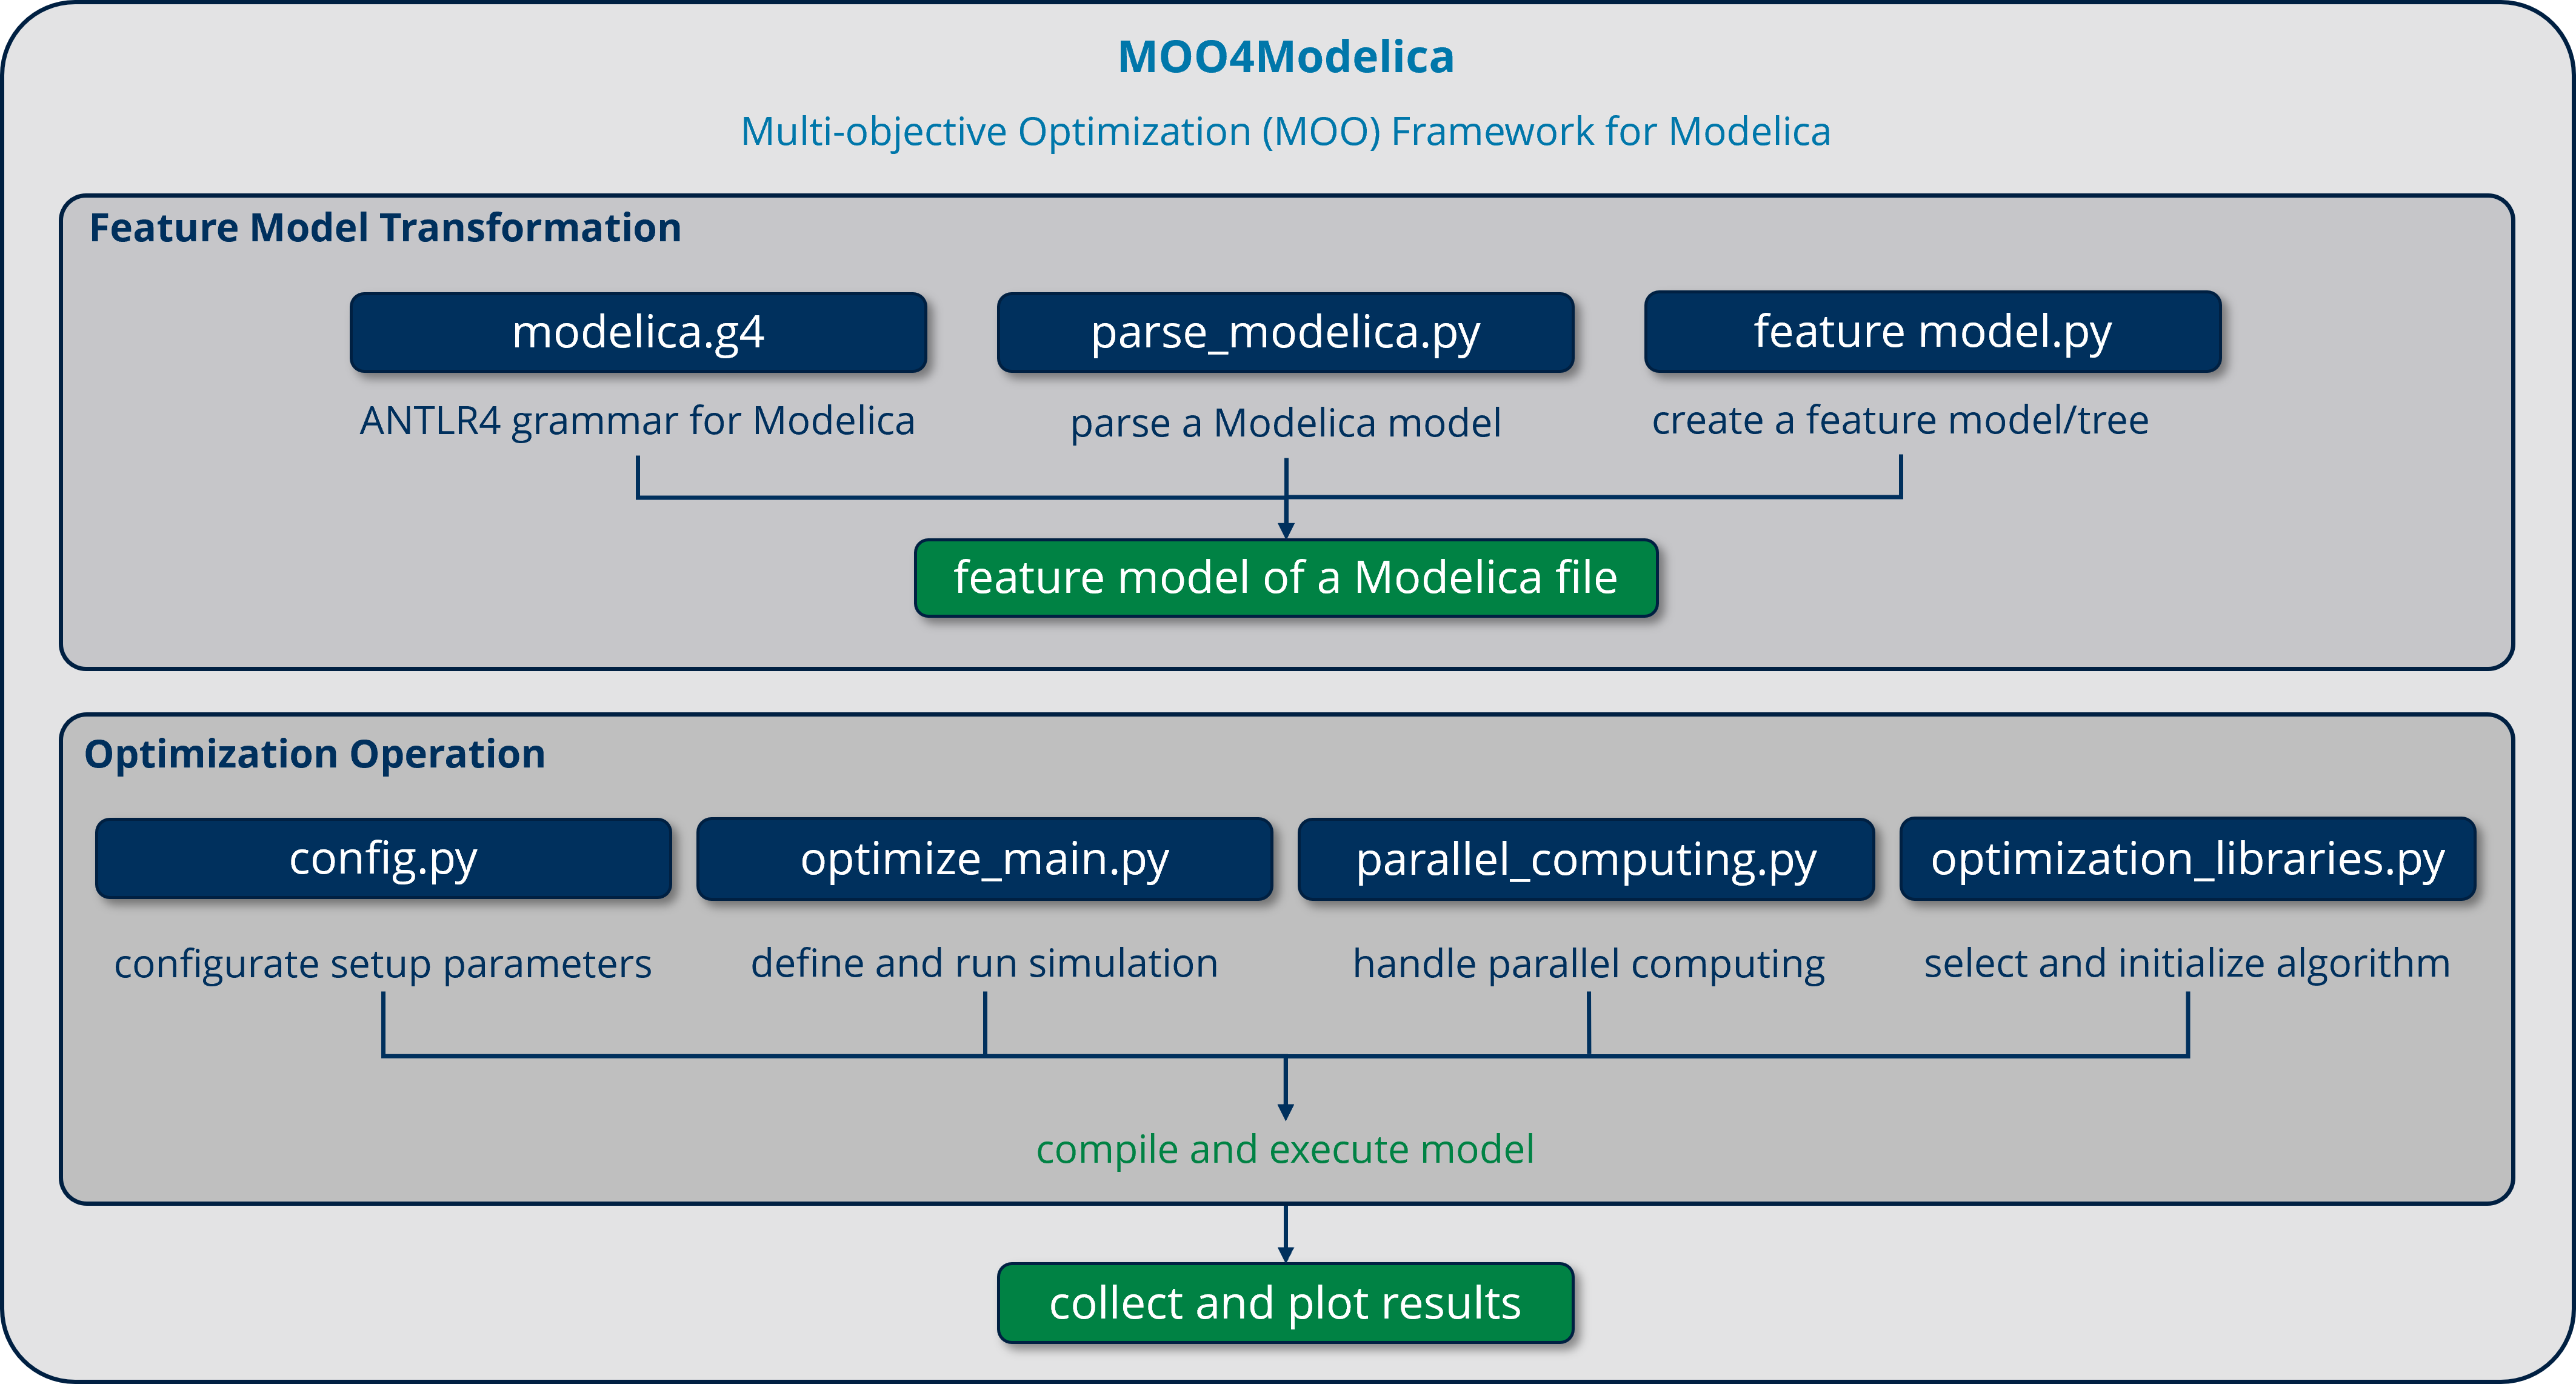 MOO4Modelica
Multi-objective Optimization (MOO) Framework for Modelica
Feature Model Transformation
modelica.g4
parse_modelica.py
feature model.py
ANTLR4 grammar for Modelica
parse a Modelica model
create a feature model/tree
feature model of a Modelica file
Optimization Operation
config.py
optimize_main.py
parallel_computing.py
optimization_libraries.py
configurate setup parameters
define and run simulation
handle parallel computing
select and initialize algorithm
compile and execute model
collect and plot results